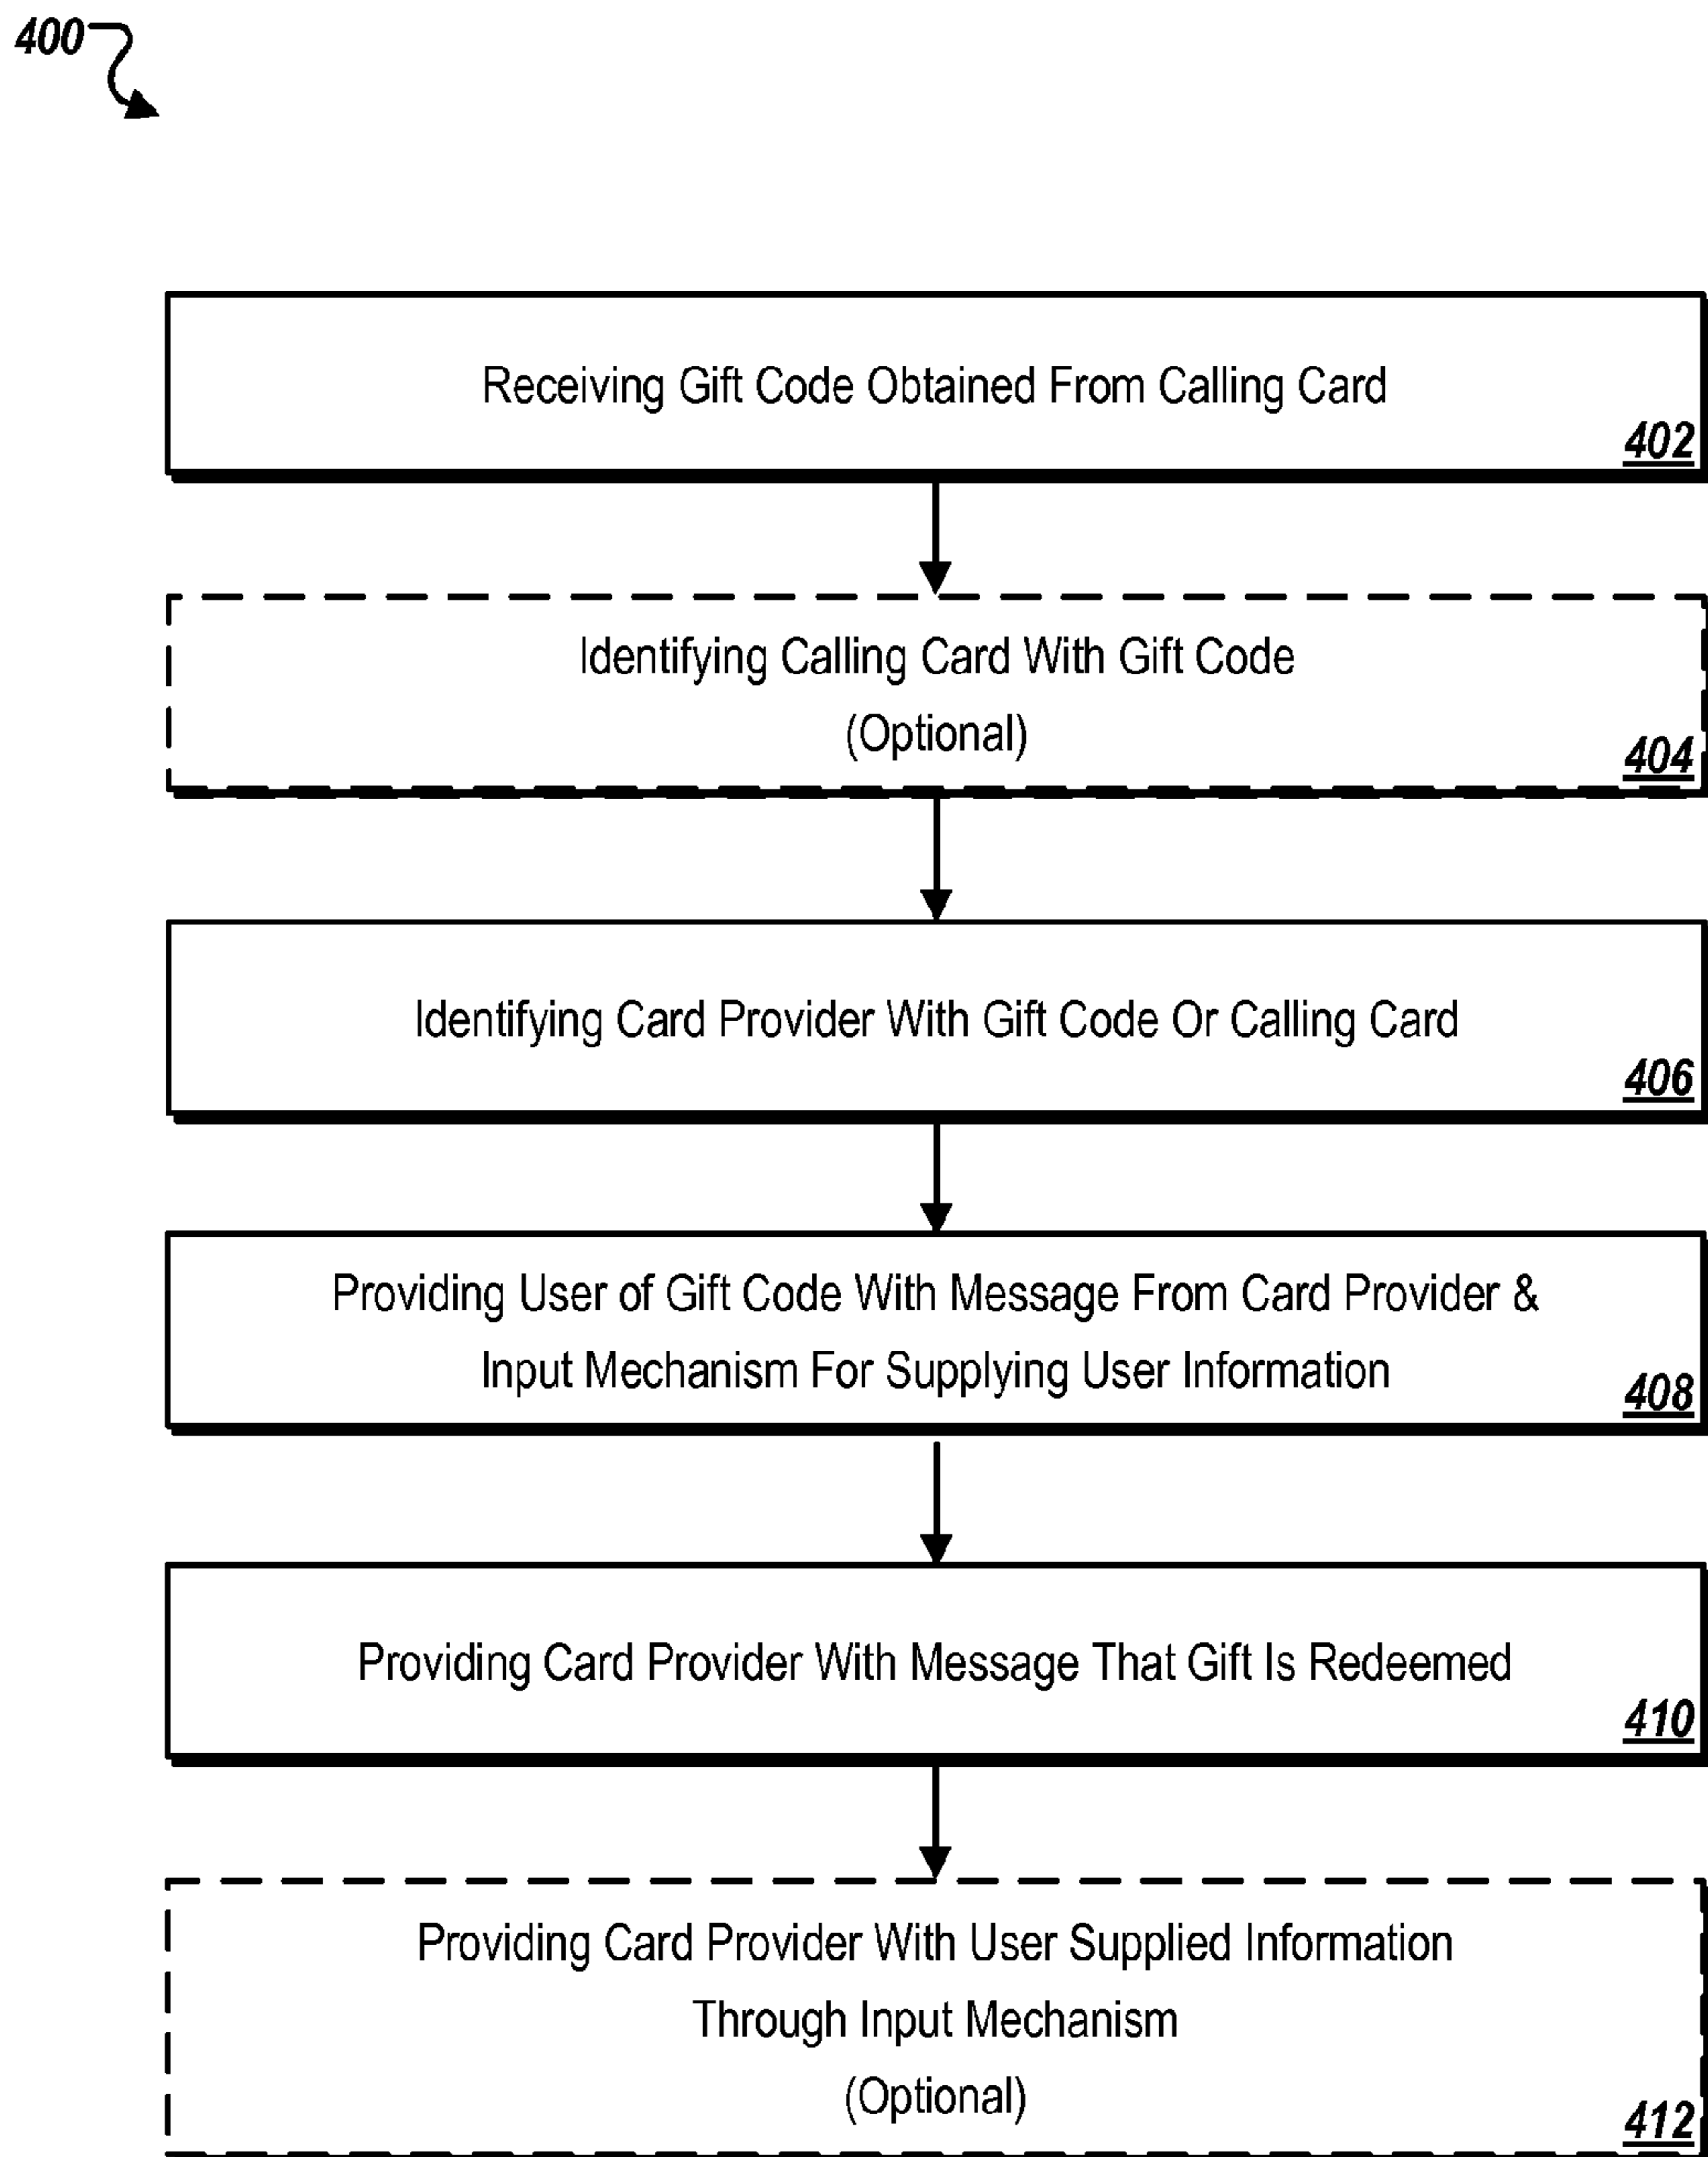 400
Receiving Gift Code Obtained From Calling Card
402
Identifying Calling Card With Gift Code
(Optional)
404
Identifying Card Provider With Gift Code Or Calling Card
406
Providing User of Gift Code With Message From Card Provider &
Input Mechanism For Supplying User Information
408
Providing Card Provider With Message That Gift Is Redeemed
410
Providing Card Provider With User Supplied Information
Through Input Mechanism
(Optional)
412